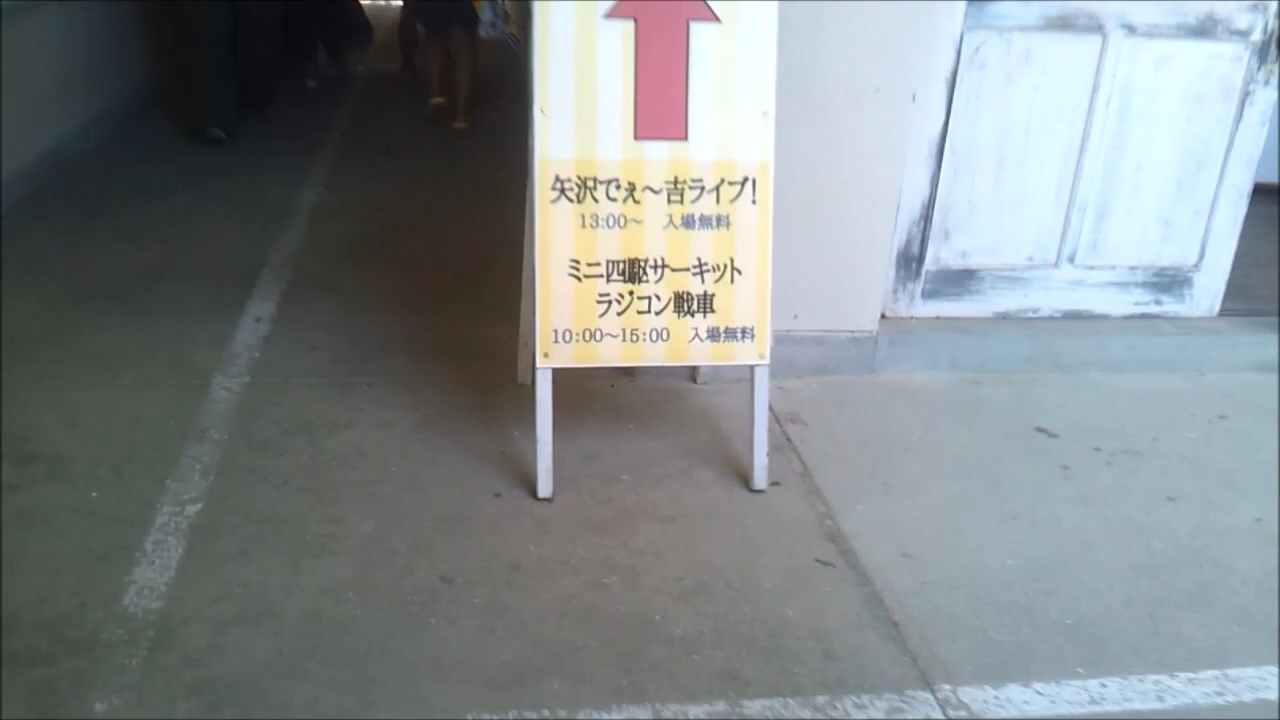 矢沢でぇ～吉ライブ!
13:00～ 入場無料
ミニ四駆サーキット
ラジコン戦車
10:00～15:00 入場無料